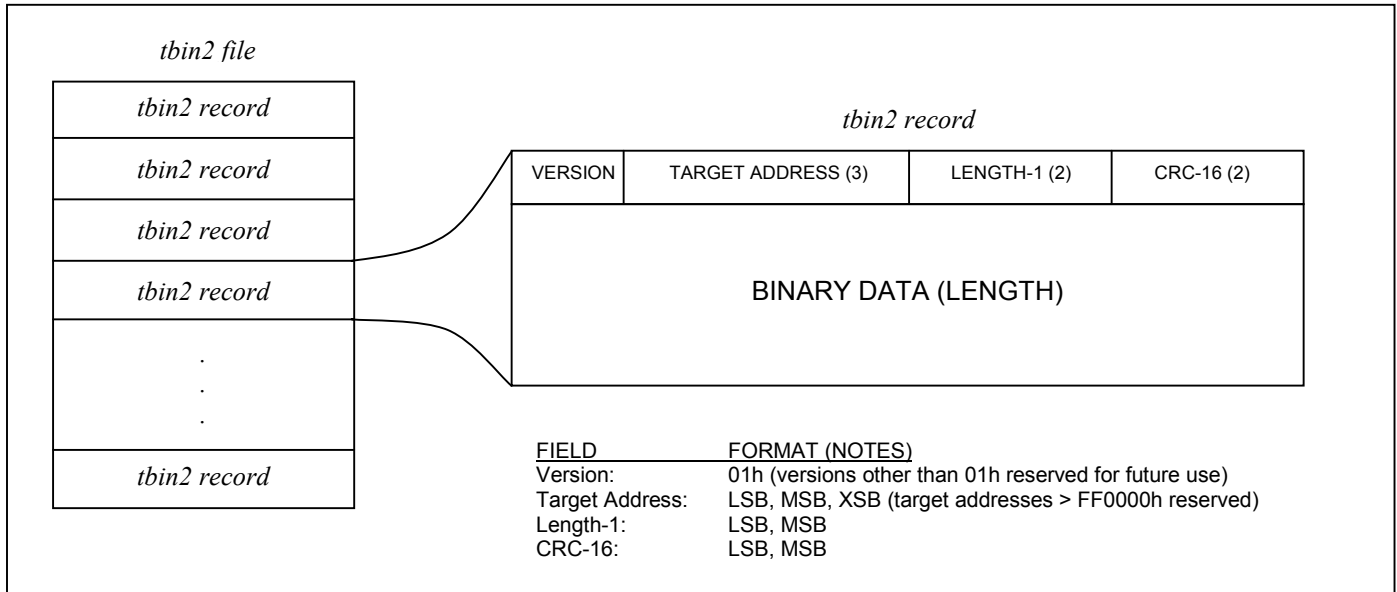 tbin2 file
tbin2 record
tbin2 record
tbin2 record
tbin2 record
.
.
.
tbin2 record
tbin2 record
VERSION TARGET ADDRESS (3) LENGTH-1 (2) CRC-16 (2)
BINARY DATA (LENGTH)
FIELD FORMAT (NOTES)
Version: 01h (versions other than 01h reserved for future use)
Target Address: LSB, MSB, XSB (target addresses > FF0000h reserved)
Length-1: LSB, MSB
CRC-16: LSB, MSB